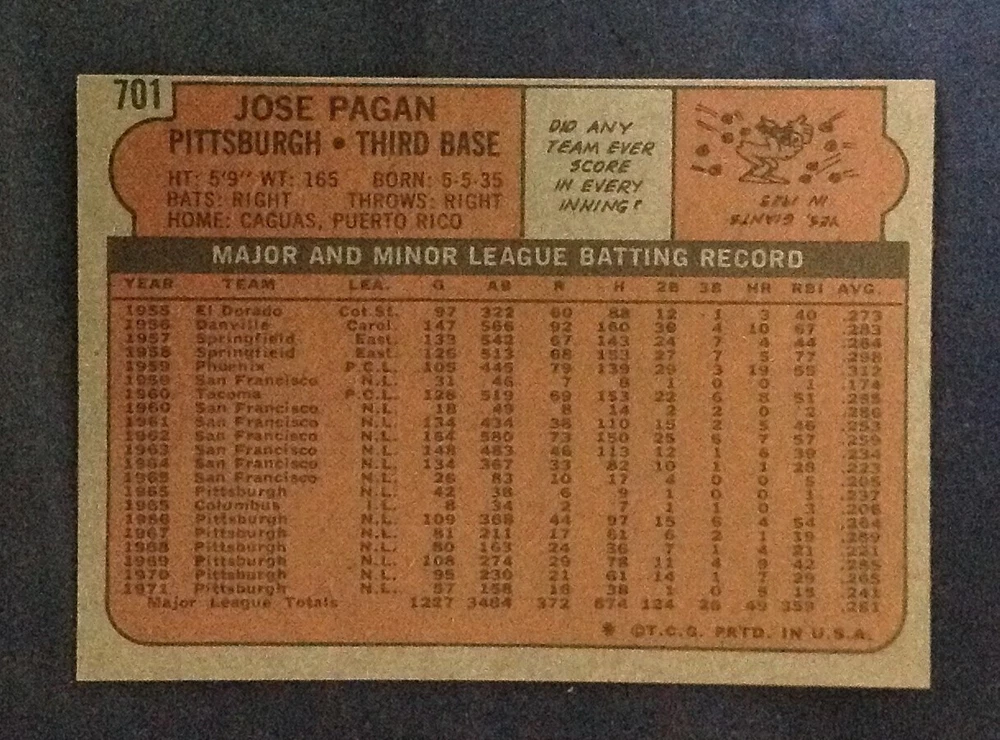 701
JOSE PAGAN
PITTSBURGH • THIRD BASE
HT: 5'9" WT: 165 BORN: 5-5-35
BATS: RIGHT THROWS: RIGHT
HOME: CAGUAS, PUERTO RICO
DID ANY
TEAM EVER
SCORE
IN EVERY
INNING?
YES, GIANTS
IN 1923
MAJOR AND MINOR LEAGUE BATTING RECORD
YEAR TEAM LEA. G AB R H 2B 3B HR RBI AVG.
1955 El Dorado Cot.St. 97 322 60 88 12 1 3 40 .273
1956 Danville Carol. 147 566 92 160 30 4 10 67 .283
1957 Springfield East. 133 542 67 143 24 7 4 44 .264
1958 Springfield East. 125 513 88 153 27 7 5 77 .298
1959 Phoenix P.C.L. 105 445 79 139 29 3 19 .312
1959 San Francisco N.L. 31 46 7 8 1 0 0 1 .174
1960 Tacoma P.C.L. 128 519 69 153 22 6 8 51 .295
1960 San Francisco N.L. 18 49 8 14 2 2 0 2 .286
1961 San Francisco N.L. 134 434 38 110 15 2 5 46 .253
1962 San Francisco N.L. 164 580 73 150 25 6 7 57 .259
1963 San Francisco N.L. 148 483 46 113 12 1 6 39 .234
1964 San Francisco N.L. 134 367 33 82 10 1 1 28 .223
1965 San Francisco N.L. 26 83 10 17 4 0 0 5 .205
1965 Pittsburgh N.L. 42 38 6 9 1 0 0 1 .237
1965 Columbus I.L. 8 34 2 7 1 1 0 3 .206
1966 Pittsburgh N.L. 109 368 44 97 15 6 4 54 .264
1967 Pittsburgh N.L. 81 211 17 61 6 2 1 19 .289
1968 Pittsburgh N.L. 80 163 24 36 7 1 4 21 .221
1969 Pittsburgh N.L. 108 274 29 78 11 4 9 42 .285
1970 Pittsburgh N.L. 95 230 21 61 14 1 7 29 .265
1971 Pittsburgh N.L. 57 158 16 38 1 0 5 15 .241
Major League Totals 1227 3484 372 874 124 26 49 359 .251
* ©T.C.G. PRTD. IN U.S.A.